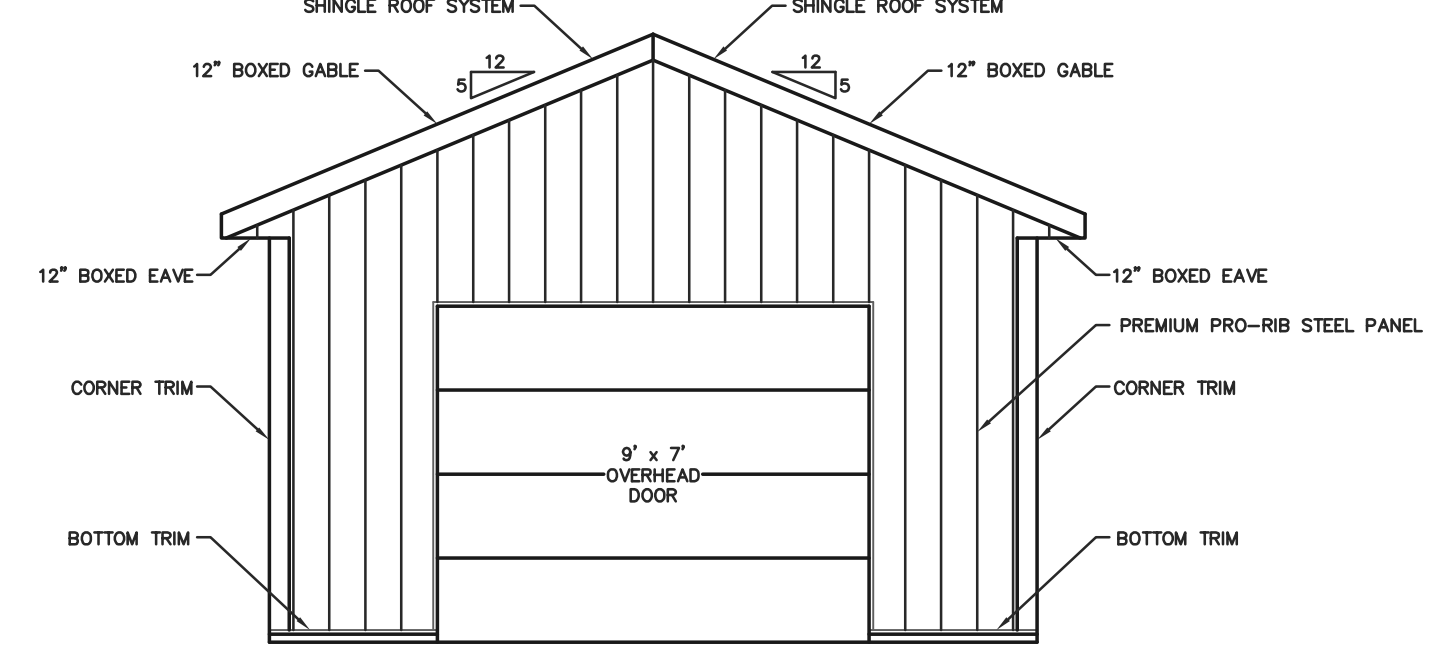 SHINGLE ROOF SYSTEM
SHINGLE ROOF SYSTEM
12" BOXED GABLE
12
5
12
5
12" BOXED GABLE
12" BOXED EAVE
12" BOXED EAVE
PREMIUM PRO-RIB STEEL PANEL
CORNER TRIM
CORNER TRIM
9' x 7'
OVERHEAD
DOOR
BOTTOM TRIM
BOTTOM TRIM